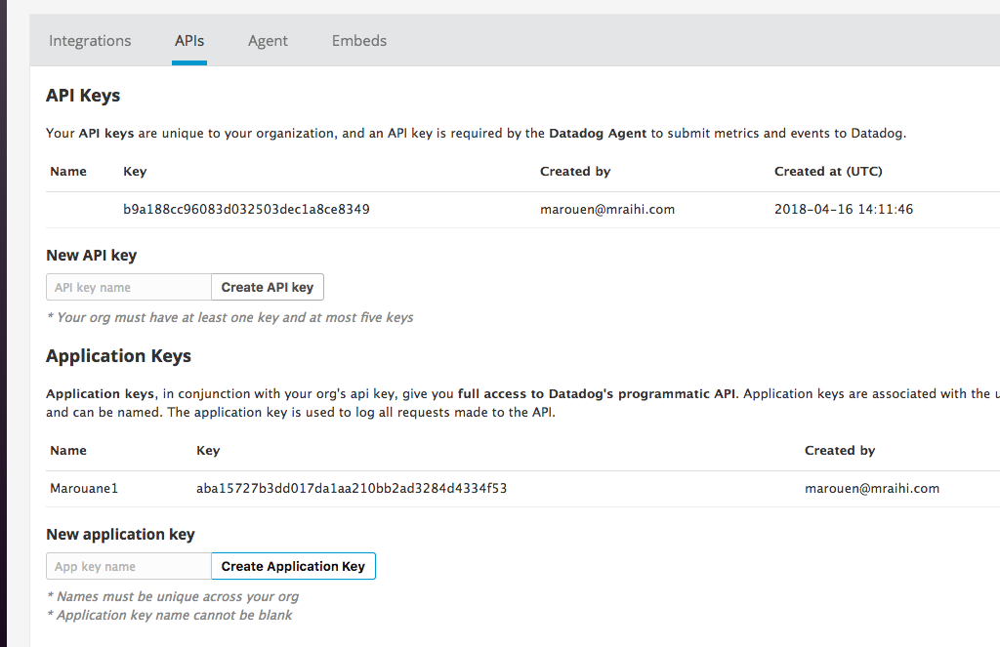 Integrations APIs Agent Embeds
API Keys
Your API keys are unique to your organization, and an API key is required by the Datadog Agent to submit metrics and events to Datadog.
Name Key Created by Created at (UTC)
b9a188cc96083d032503dec1a8ce8349 marouen@mraihi.com 2018-04-16 14:11:46
New API key
API key name Create API key
* Your org must have at least one key and at most five keys
Application Keys
Application keys, in conjunction with your org's api key, give you full access to Datadog's programmatic API. Application keys are associated with the
and can be named. The application key is used to log all requests made to the API.
Name Key Created by
Marouane1 aba15727b3dd017da1aa210bb2ad3284d4334f53 marouen@mraihi.com
New application key
App key name Create Application Key
* Names must be unique across your org
* Application key name cannot be blank